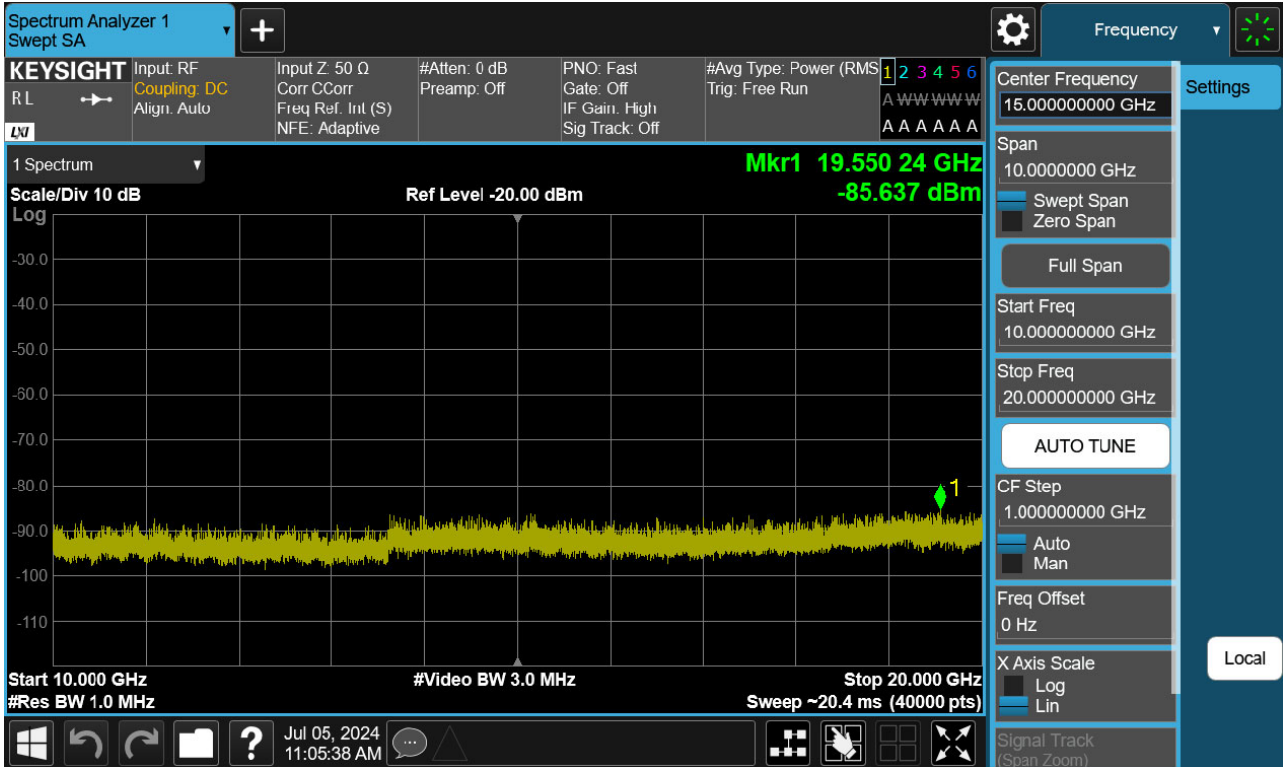 Spectrum Analyzer 1
Swept SA
Frequency
KEYSIGHT
R L
LXI
Input: RF
Coupling: DC
Align: Auto
Input Z: 50 Ω
Corr CCorr
Freq Ref: Int (S)
NFE: Adaptive
#Atten: 0 dB
Preamp: Off
PNO: Fast
Gate: Off
IF Gain: High
Sig Track: Off
#Avg Type: Power (RMS
Trig: Free Run
1 2 3 4 5 6
A W W W W W
A A A A A A
1 Spectrum
Scale/Div 10 dB
Log
Ref Level -20.00 dBm
Mkr1 19.550 24 GHz
-85.637 dBm
-30.0
-40.0
-50.0
-60.0
-70.0
-80.0
-90.0
-100
-110
1
Start 10.000 GHz
#Res BW 1.0 MHz
#Video BW 3.0 MHz
Stop 20.000 GHz
Sweep ~20.4 ms (40000 pts)
Center Frequency
15.000000000 GHz
Span
10.0000000 GHz
Swept Span
Zero Span
Full Span
Start Freq
10.000000000 GHz
Stop Freq
20.000000000 GHz
AUTO TUNE
CF Step
1.000000000 GHz
Auto
Man
Freq Offset
0 Hz
X Axis Scale
Log
Lin
Signal Track
(Span Zoom)
Settings
Local
?
Jul 05, 2024
11:05:38 AM